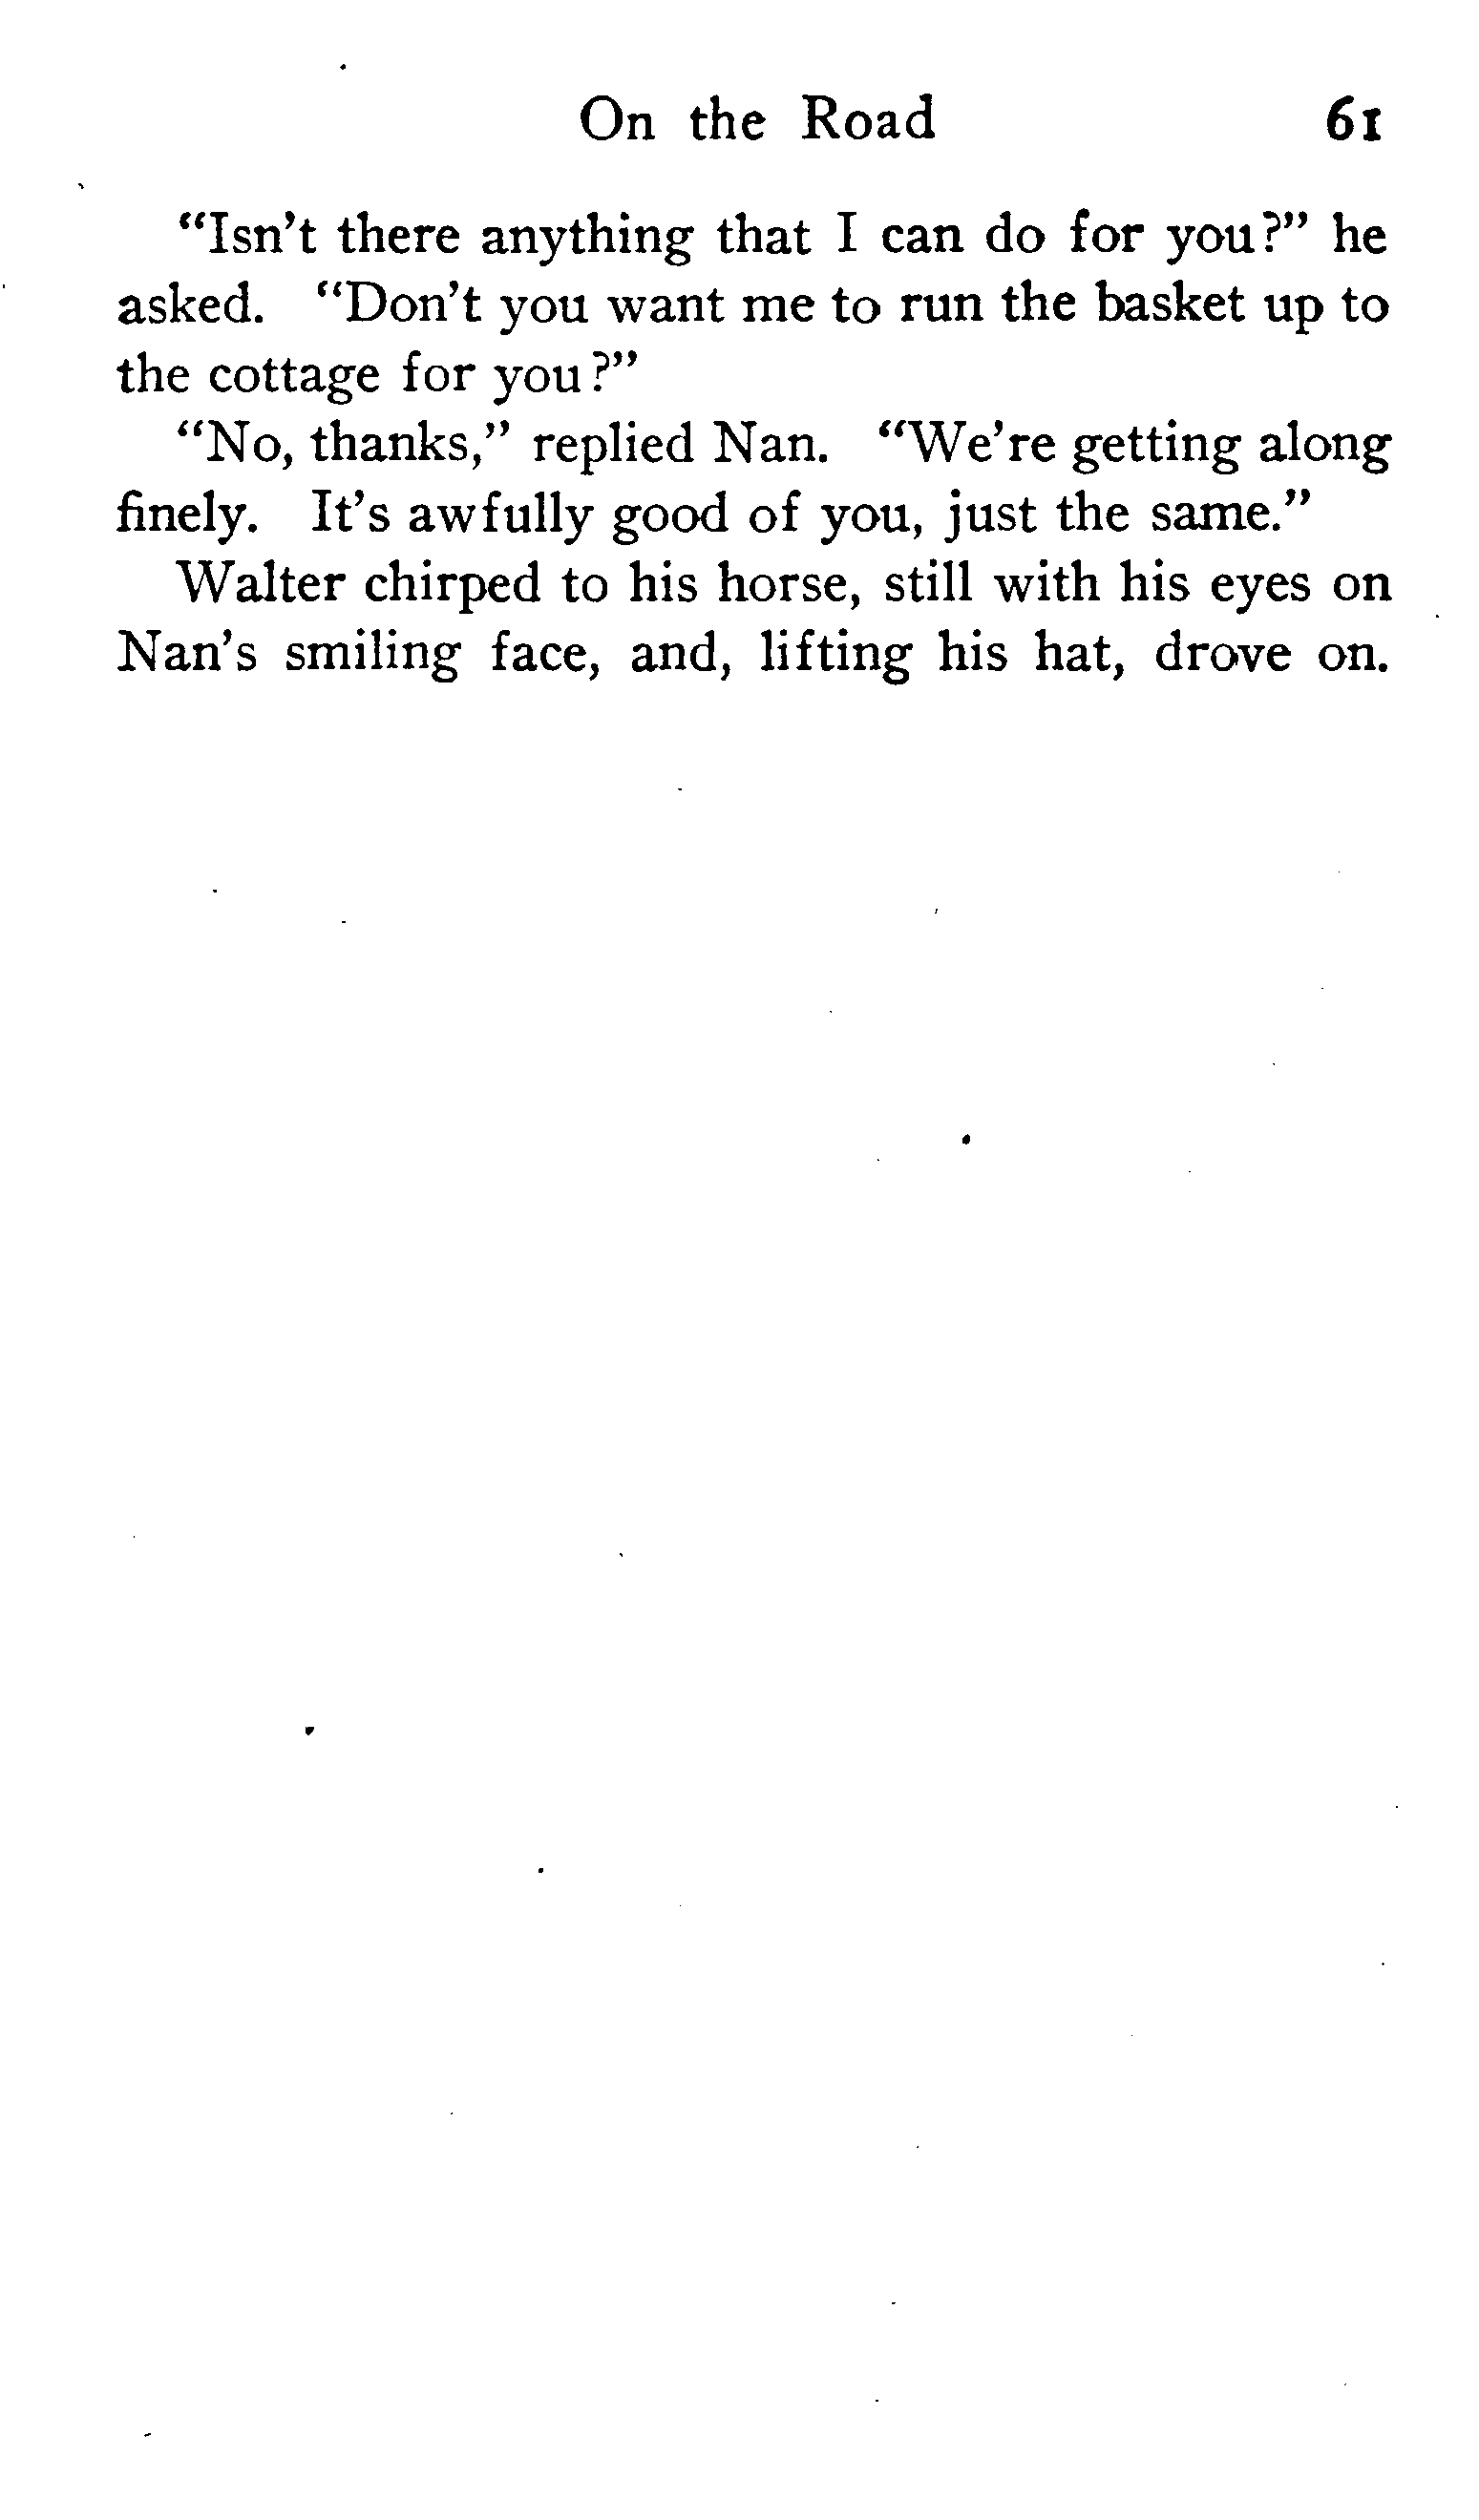 On the Road 61
"Isn't there anything that I can do for you?" he
asked. "Don't you want me to run the basket up to
the cottage for you?"
"No, thanks," replied Nan. "We're getting along
finely. It's awfully good of you, just the same."
Walter chirped to his horse, still with his eyes on
Nan's smiling face, and, lifting his hat, drove on.